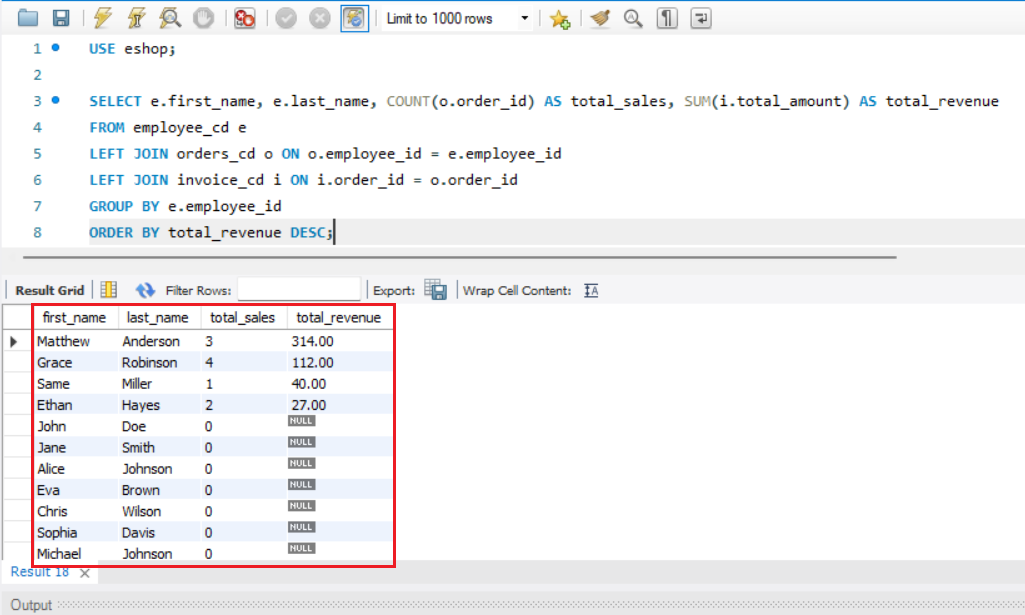 Limit to 1000 rows
1 USE eshop;
2
3 SELECT e.first_name, e.last_name, COUNT(o.order_id) AS total_sales, SUM(i.total_amount) AS total_revenue
4 FROM employee_cd e
5 LEFT JOIN orders_cd o ON o.employee_id = e.employee_id
6 LEFT JOIN invoice_cd i ON i.order_id = o.order_id
7 GROUP BY e.employee_id
8 ORDER BY total_revenue DESC;
Result Grid Filter Rows: Export: Wrap Cell Content: IA
first_name last_name total_sales total_revenue
Matthew Anderson 3 314.00
Grace Robinson 4 112.00
Same Miller 1 40.00
Ethan Hayes 2 27.00
John Doe 0 NULL
Jane Smith 0 NULL
Alice Johnson 0 NULL
Eva Brown 0 NULL
Chris Wilson 0 NULL
Sophia Davis 0 NULL
Michael Johnson 0 NULL
Result 18
Output